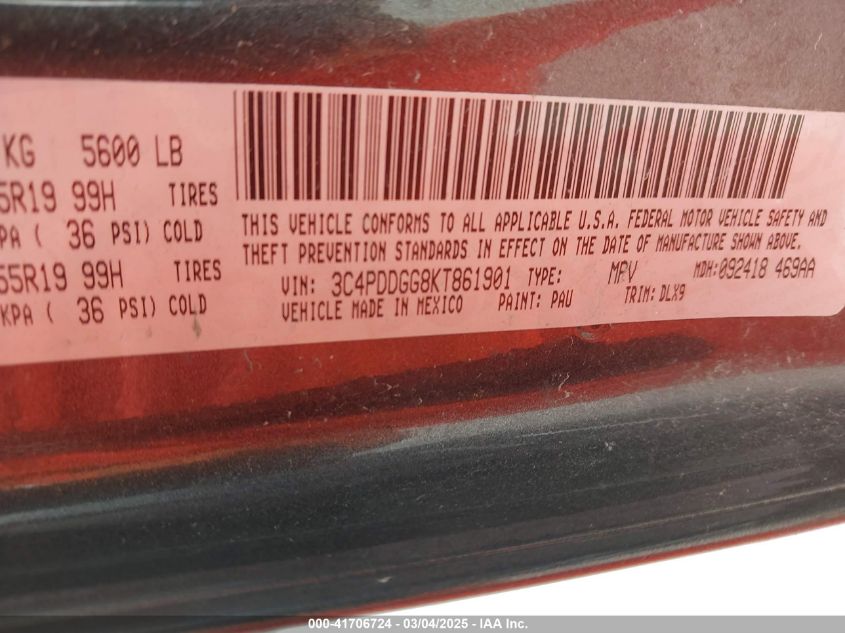 KG 5600 LB
5R19 99H TIRES
PA ( 36 PSI) COLD
55R19 99H TIRES
KPA ( 36 PSI) COLD
THIS VEHICLE CONFORMS TO ALL APPLICABLE U.S.A. FEDERAL MOTOR VEHICLE SAFETY AND
THEFT PREVENTION STANDARDS IN EFFECT ON THE DATE OF MANUFACTURE SHOWN ABOVE.
VIN: 3C4PDDGG8KT861901 TYPE: MPV MDH:092418 469AA
VEHICLE MADE IN MEXICO PAINT: PAU TRIM: DLX9
000-41706724 - 03/04/2025 - IAA Inc.